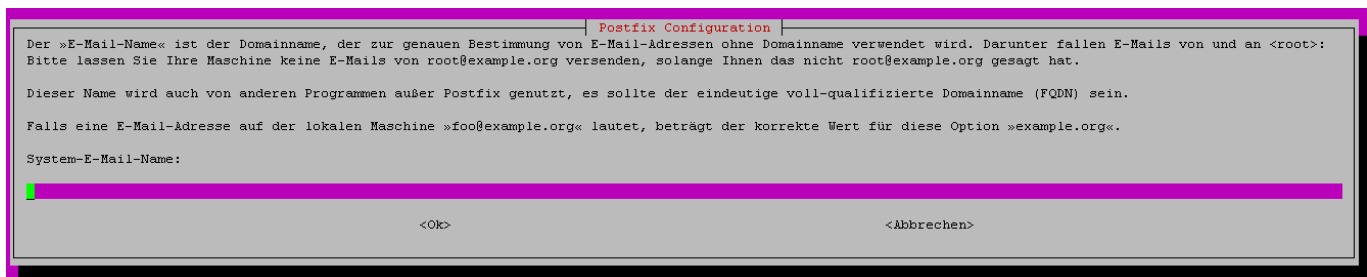 Postfix Configuration
Der »E-Mail-Name« ist der Domainname, der zur genauen Bestimmung von E-Mail-Adressen ohne Domainname verwendet wird. Darunter fallen E-Mails von und an <root>:
Bitte lassen Sie Ihre Maschine keine E-Mails von root@example.org versenden, solange Ihnen das nicht root@example.org gesagt hat.
Dieser Name wird auch von anderen Programmen außer Postfix genutzt, es sollte der eindeutige voll-qualifizierte Domainname (FQDN) sein.
Falls eine E-Mail-Adresse auf der lokalen Maschine »foo@example.org« lautet, beträgt der korrekte Wert für diese Option »example.org«.
System-E-Mail-Name:
<Ok> <Abbrechen>